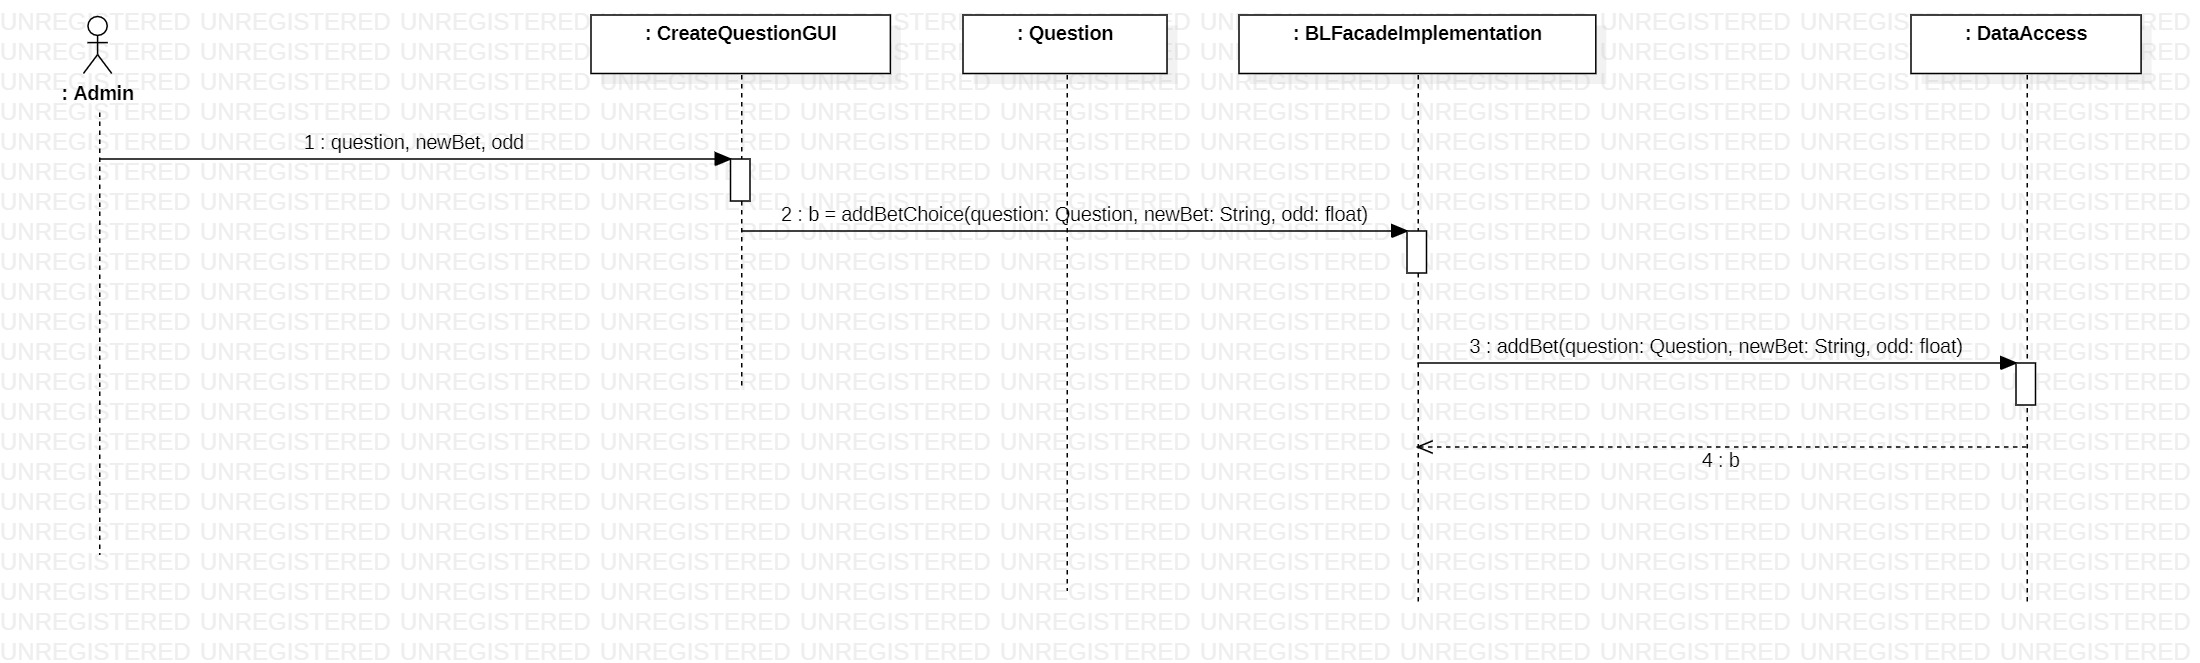 : Admin
: CreateQuestionGUI
: Question
: BLFacadeImplementation
: DataAccess
1 : question, newBet, odd
2 : b = addBetChoice(question: Question, newBet: String, odd: float)
3 : addBet(question: Question, newBet: String, odd: float)
4 : b
UNREGISTERED UNREGISTERED UNREGISTERED UNREGISTERED UNREGISTERED UNREGISTERED UNREGISTERED UNREGISTERED UNREGISTERED UNREGISTERED UNREGISTERED